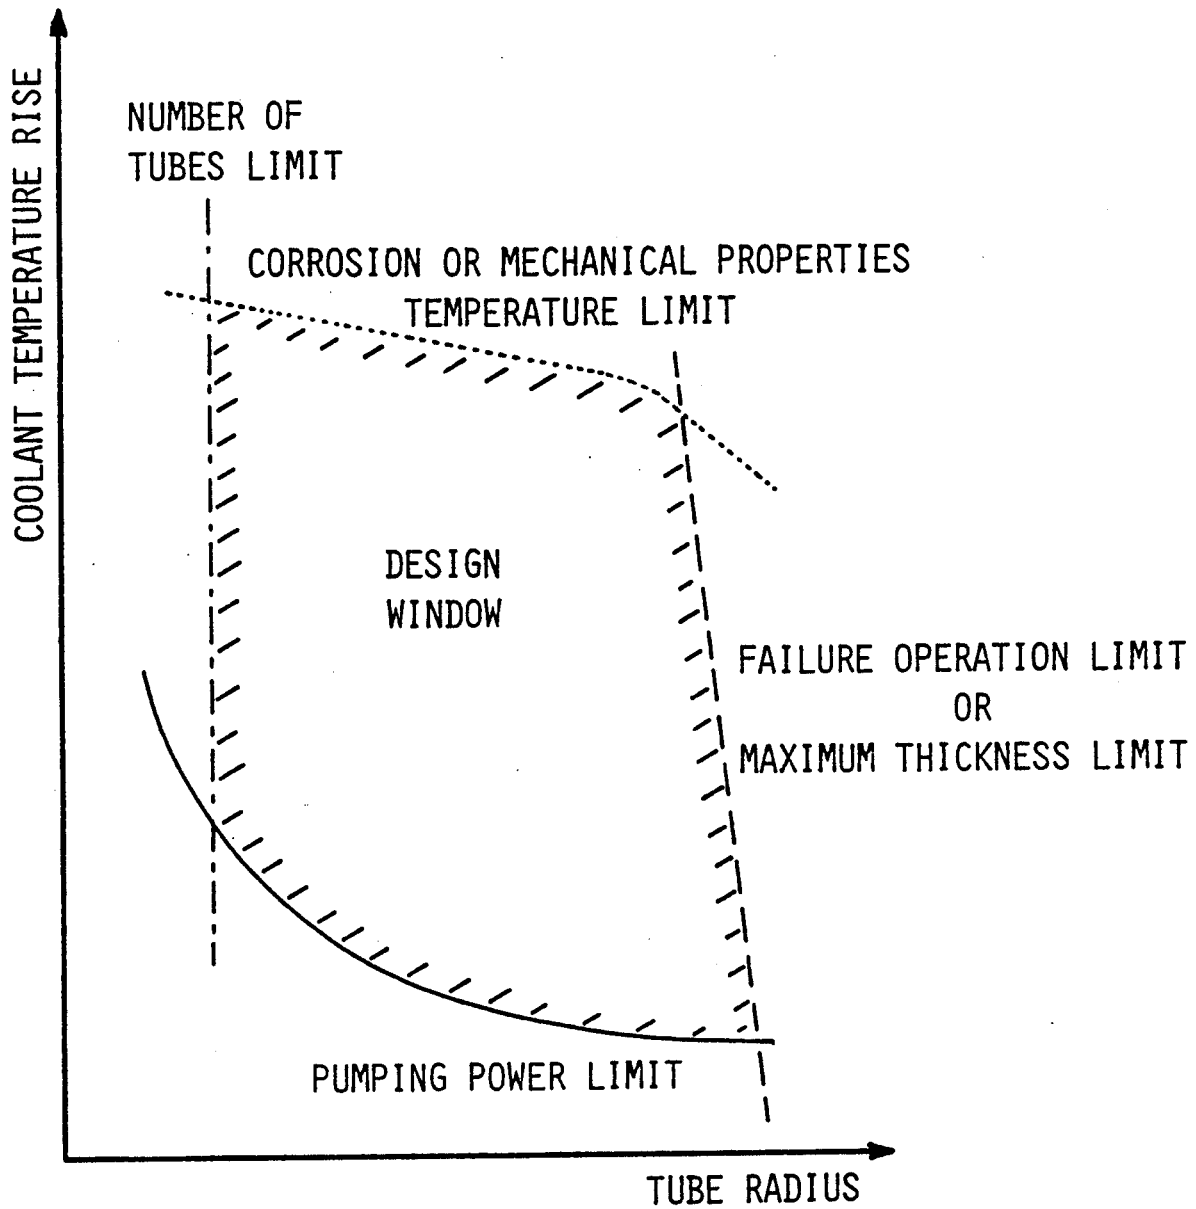 COOLANT TEMPERATURE RISE
NUMBER OF
TUBES LIMIT
CORROSION OR MECHANICAL PROPERTIES
TEMPERATURE LIMIT
DESIGN
WINDOW
FAILURE OPERATION LIMIT
OR
MAXIMUM THICKNESS LIMIT
PUMPING POWER LIMIT
TUBE RADIUS